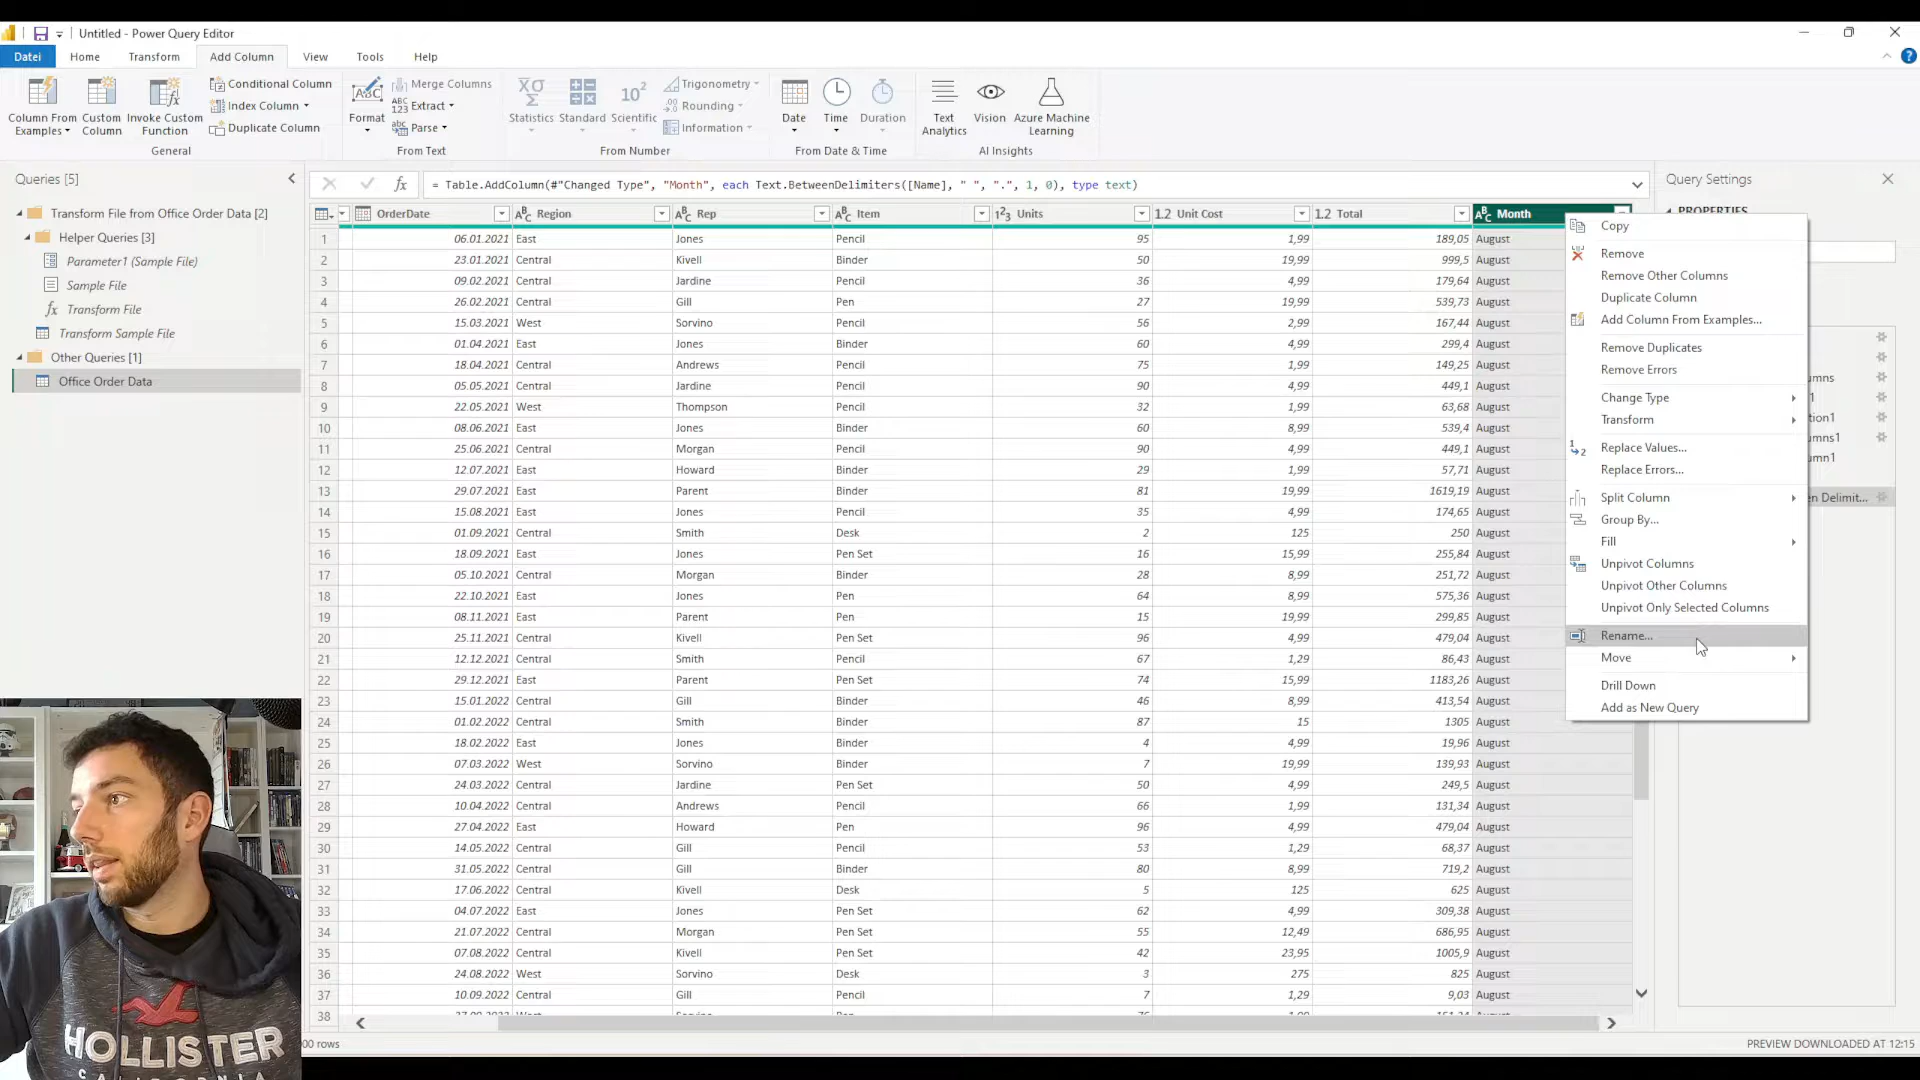 Untitled - Power Query Editor
Datei Home Transform Add Column View Tools Help
Column From Examples
Custom Column
Invoke Custom Function
Conditional Column
Index Column
Duplicate Column
General
Format
Merge Columns
Extract
Parse
From Text
Statistics
Standard
Scientific
Trigonometry
Rounding
Information
From Number
Date
Time
Duration
From Date & Time
Text Analytics
Vision
Azure Machine Learning
AI Insights
Queries [5]
Transform File from Office Order Data [2]
Helper Queries [3]
Parameter1 (Sample File)
Sample File
Transform File
Transform Sample File
Other Queries [1]
Office Order Data
= Table.AddColumn(#"Changed Type", "Month", each Text.BetweenDelimiters([Name], " ", ".", 1, 0), type text)
OrderDate Region Rep Item Units Unit Cost Total Month
1 06.01.2021 East Jones Pencil 95 1,99 189,05 August
2 23.01.2021 Central Kivell Binder 50 19,99 999,5 August
3 09.02.2021 Central Jardine Pencil 36 4,99 179,64 August
4 26.02.2021 Central Gill Pen 27 19,99 539,73 August
5 15.03.2021 West Sorvino Pencil 56 2,99 167,44 August
6 01.04.2021 East Jones Binder 60 4,99 299,4 August
7 18.04.2021 Central Andrews Pencil 75 1,99 149,25 August
8 05.05.2021 Central Jardine Pencil 90 4,99 449,1 August
9 22.05.2021 West Thompson Pencil 32 1,99 63,68 August
10 08.06.2021 East Jones Binder 60 8,99 539,4 August
11 25.06.2021 Central Morgan Pencil 90 4,99 449,1 August
12 12.07.2021 East Howard Binder 29 1,99 57,71 August
13 29.07.2021 East Parent Binder 81 19,99 1619,19 August
14 15.08.2021 East Jones Pencil 35 4,99 174,65 August
15 01.09.2021 Central Smith Desk 2 125 250 August
16 18.09.2021 East Jones Pen Set 16 15,99 255,84 August
17 05.10.2021 Central Morgan Binder 28 8,99 251,72 August
18 22.10.2021 East Jones Pen 64 8,99 575,36 August
19 08.11.2021 East Parent Pen 15 19,99 299,85 August
20 25.11.2021 Central Kivell Pen Set 96 4,99 479,04 August
21 12.12.2021 Central Smith Pencil 67 1,29 86,43 August
22 29.12.2021 East Parent Pen Set 74 15,99 1183,26 August
23 15.01.2022 Central Gill Binder 46 8,99 413,54 August
24 01.02.2022 Central Smith Binder 87 15 1305 August
25 18.02.2022 East Jones Binder 4 4,99 19,96 August
26 07.03.2022 West Sorvino Binder 7 19,99 139,93 August
27 24.03.2022 Central Jardine Pen Set 50 4,99 249,5 August
28 10.04.2022 Central Andrews Pencil 66 1,99 131,34 August
29 27.04.2022 East Howard Pen 96 4,99 479,04 August
30 14.05.2022 Central Gill Pencil 53 1,29 68,37 August
31 31.05.2022 Central Gill Binder 80 8,99 719,2 August
32 17.06.2022 Central Kivell Desk 5 125 625 August
33 04.07.2022 East Jones Pen Set 62 4,99 309,38 August
34 21.07.2022 Central Morgan Pen Set 55 12,49 686,95 August
35 07.08.2022 Central Kivell Pen Set 42 23,95 1005,9 August
36 24.08.2022 West Sorvino Desk 3 275 825 August
37 10.09.2022 Central Gill Pencil 7 1,29 9,03 August
38
Copy
Remove
Remove Other Columns
Duplicate Column
Add Column From Examples...
Remove Duplicates
Remove Errors
Change Type
Transform
Replace Values...
Replace Errors...
Split Column
Group By...
Fill
Unpivot Columns
Unpivot Other Columns
Unpivot Only Selected Columns
Rename...
Move
Drill Down
Add as New Query
Query Settings
PROPERTIES
umns
1
tion1
umns1
umn1
en Delimit...
00 rows
PREVIEW DOWNLOADED AT 12:15
HOLLISTER